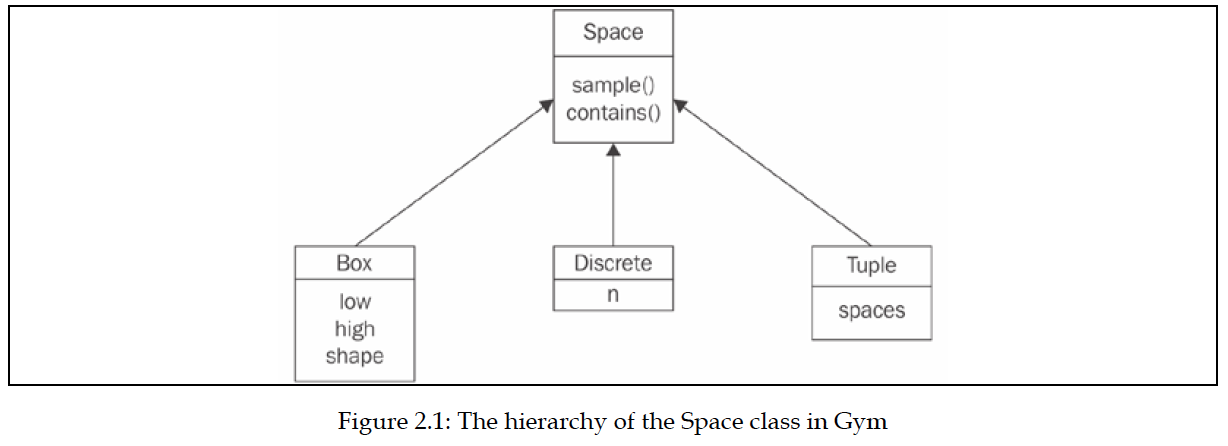 Space
sample()
contains()
Box
low
high
shape
Discrete
n
Tuple
spaces
Figure 2.1: The hierarchy of the Space class in Gym